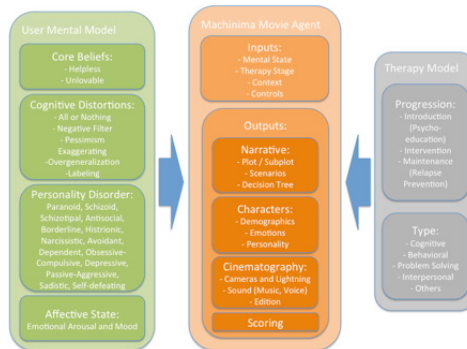 User Mental Model
Core Beliefs:
- Helpless
- Unlovable
Cognitive Distortions:
- All or Nothing
- Negative Filter
- Pessimism
Exaggerating
-Overgeneralization
-Labeling
Personality Disorder:
Paranoid, Schizoid,
Schizotipal, Antisocial,
Borderline, Histrionic,
Narcissistic, Avoidant,
Dependent, Obsessive-
Compulsive, Depressive,
Passive-Aggressive,
Sadistic, Self-defeating
Affective State:
Emotional Arousal and Mood
Machinima Movie Agent
Inputs:
- Mental State
- Therapy Stage
- Context
- Controls
Outputs:
Narrative:
- Plot / Subplot
- Scenarios
- Decision Tree
Characters:
- Demographics
- Emotions
- Personality
Cinematography:
- Cameras and Lightning
- Sound (Music, Voice)
- Edition
Scoring
Therapy Model
Progression:
- Introduction
(Psycho-
education)
- Intervention
- Maintenance
(Relapse
Prevention)
Type:
- Cognitive
- Behavioral
- Problem Solving
- Interpersonal
- Others